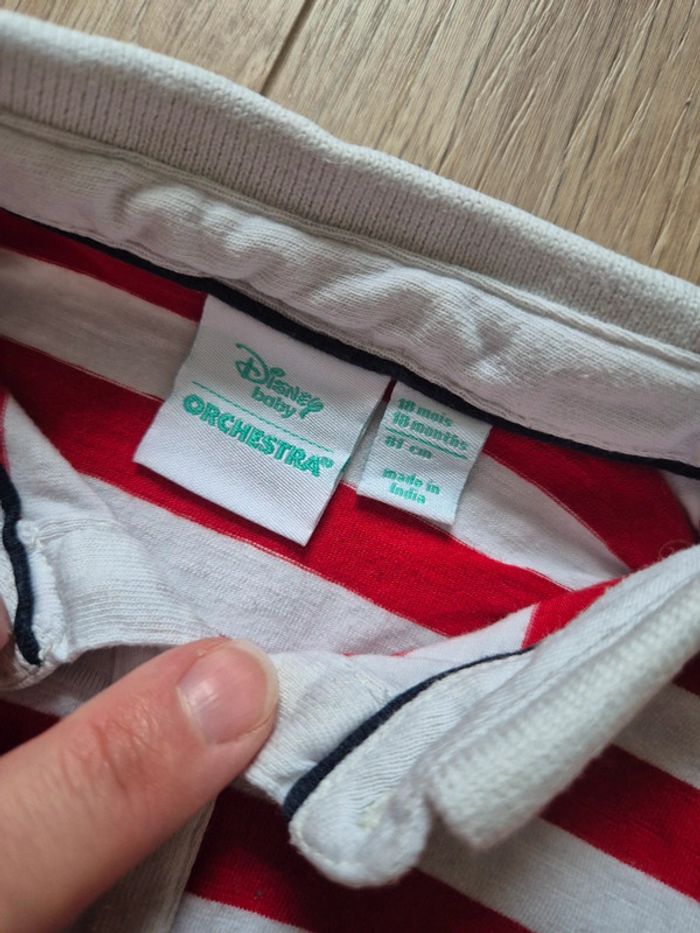 Disney
baby
ORCHESTRA®
18 mois
18 months
81 cm
made in
India